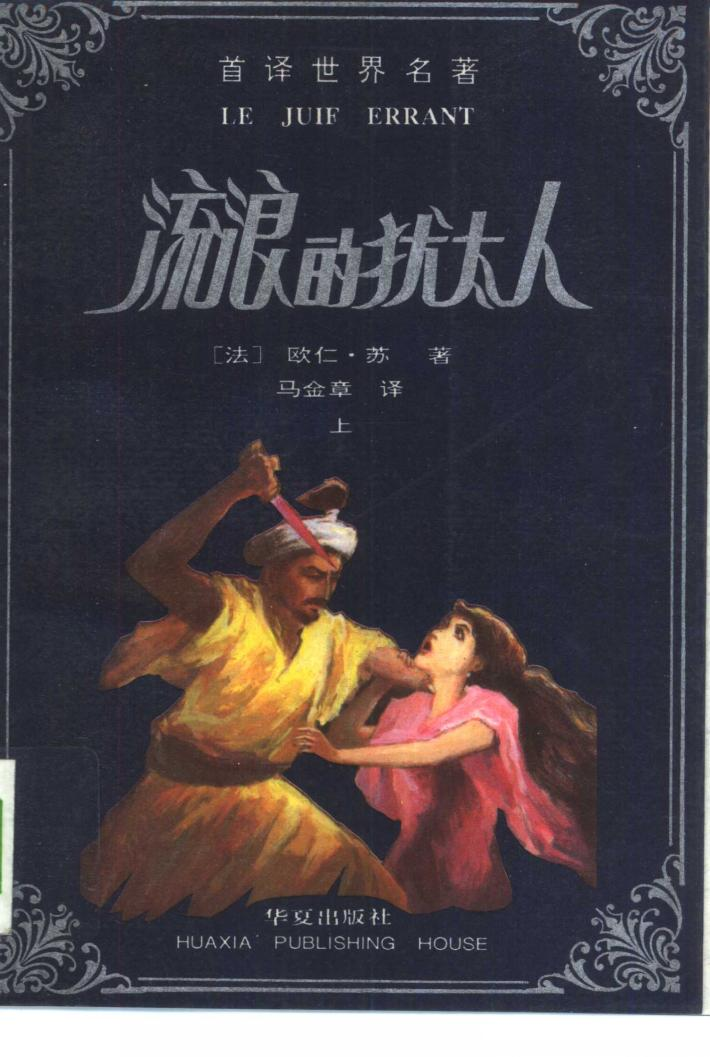 首译世界名著
LE JUIF ERRANT
流浪的犹太人
[法] 欧仁·苏 著
马金章 译
上
华夏出版社
HUAXIA PUBLISHING HOUSE